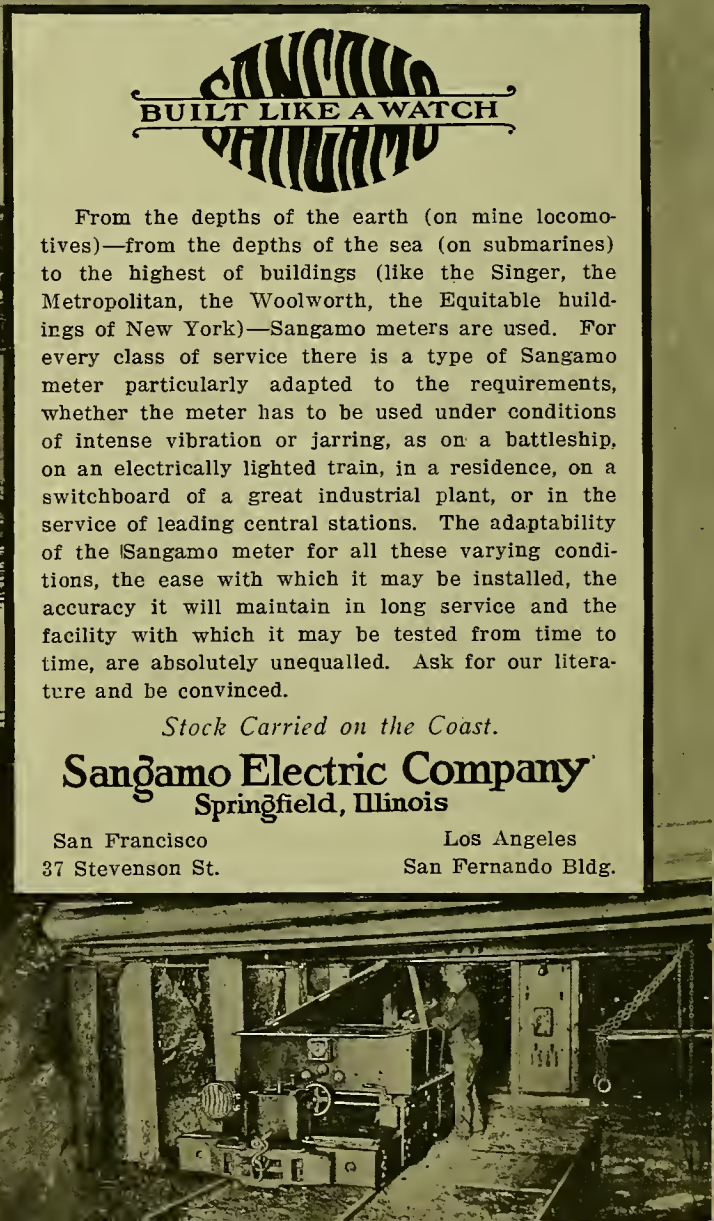 SANGAMO
BUILT LIKE A WATCH
SANGAMO
From the depths of the earth (on mine locomo-
tives)—from the depths of the sea (on submarines)
to the highest of buildings (like the Singer, the
Metropolitan, the Woolworth, the Equitable huild-
ings of New York)—Sangamo meters are used. For
every class of service there is a type of Sangamo
meter particularly adapted to the requirements,
whether the meter has to be used under conditions
of intense vibration or jarring, as on a battleship,
on an electrically lighted train, in a residence, on a
switchboard of a great industrial plant, or in the
service of leading central stations. The adaptability
of the Sangamo meter for all these varying condi-
tions, the ease with which it may be installed, the
accuracy it will maintain in long service and the
facility with which it may be tested from time to
time, are absolutely unequalled. Ask for our litera-
ture and be convinced.
Stock Carried on the Coast.
Sangamo Electric Company
Springfield, Illinois
San Francisco
37 Stevenson St.
Los Angeles
San Fernando Bldg.